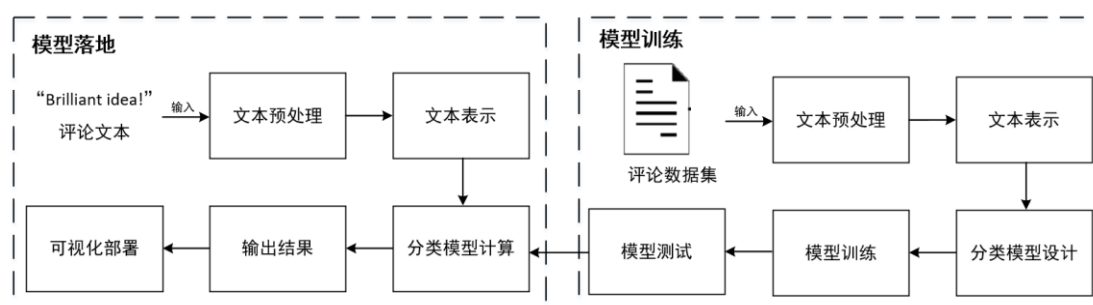 模型落地
“Brilliant idea!”
评论文本
输入
文本预处理
文本表示
可视化部署
输出结果
分类模型计算
模型训练
评论数据集
输入
文本预处理
文本表示
模型测试
模型训练
分类模型设计